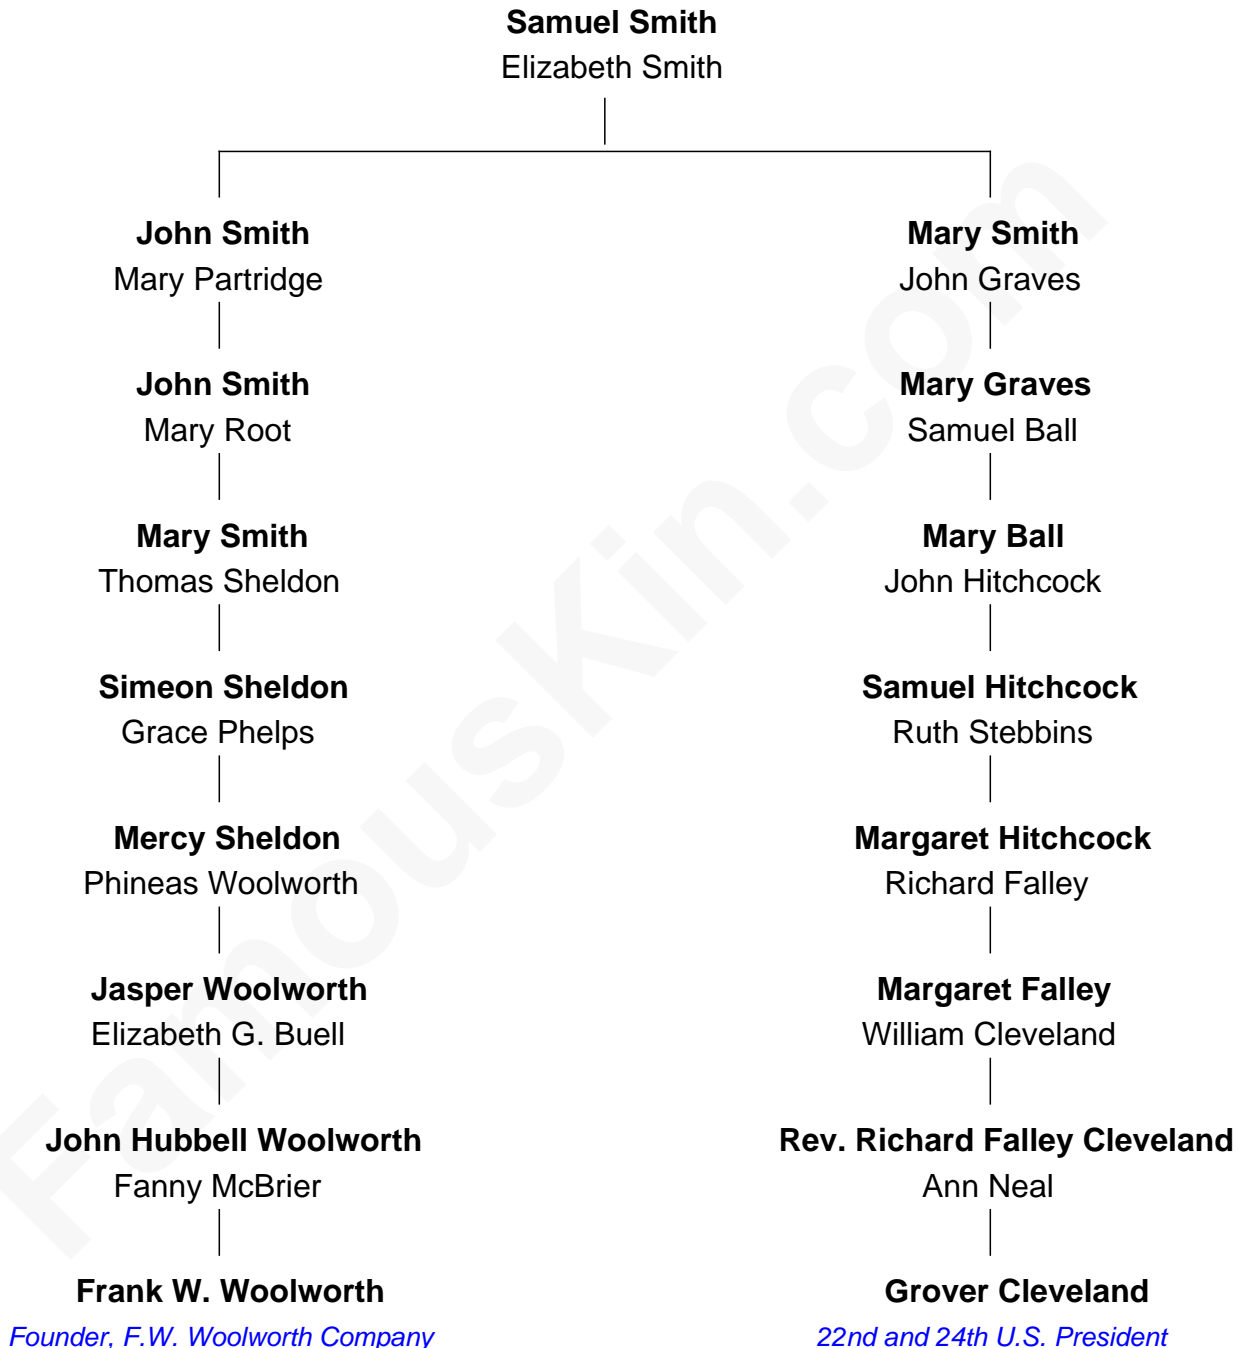 Samuel Smith
Elizabeth Smith
John Smith
Mary Partridge
Mary Smith
John Graves
John Smith
Mary Root
Mary Graves
Samuel Ball
Mary Smith
Thomas Sheldon
Mary Ball
John Hitchcock
Simeon Sheldon
Grace Phelps
Samuel Hitchcock
Ruth Stebbins
Mercy Sheldon
Phineas Woolworth
Margaret Hitchcock
Richard Falley
Jasper Woolworth
Elizabeth G. Buell
Margaret Falley
William Cleveland
John Hubbell Woolworth
Fanny McBrier
Rev. Richard Falley Cleveland
Ann Neal
Frank W. Woolworth
Founder, F.W. Woolworth Company
Grover Cleveland
22nd and 24th U.S. President
FamousKin.com